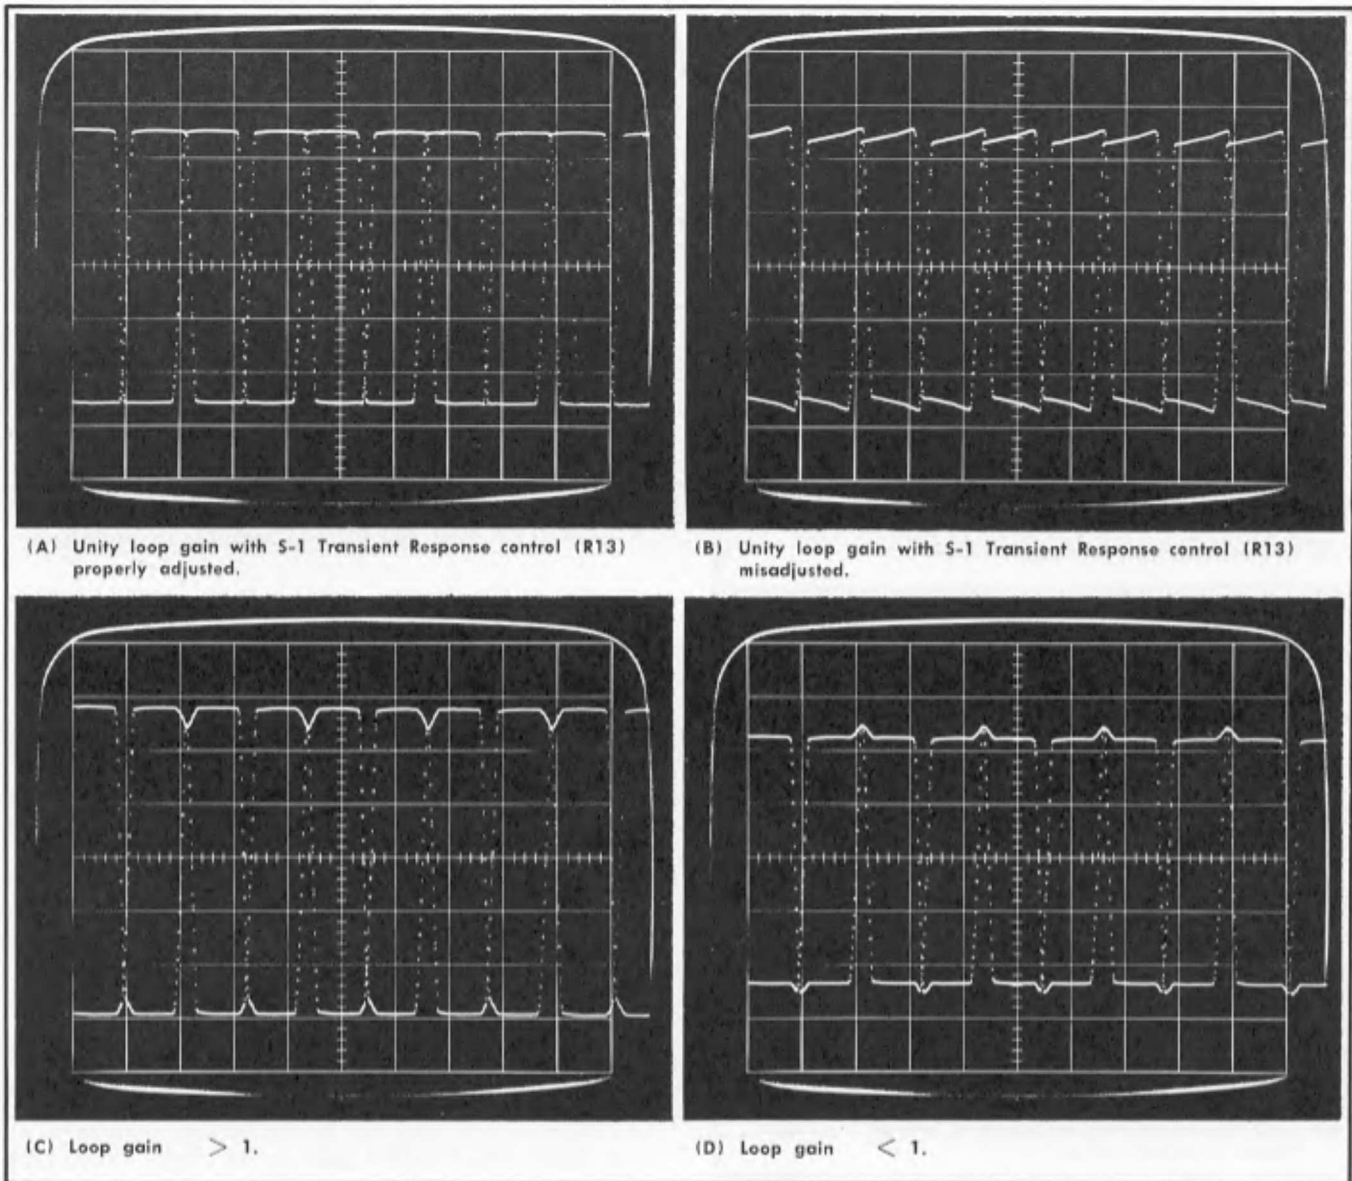 (A) Unity loop gain with S-1 Transient Response control (R13)
properly adjusted.
(B) Unity loop gain with S-1 Transient Response control (R13)
misadjusted.
(C) Loop gain > 1.
(D) Loop gain < 1.